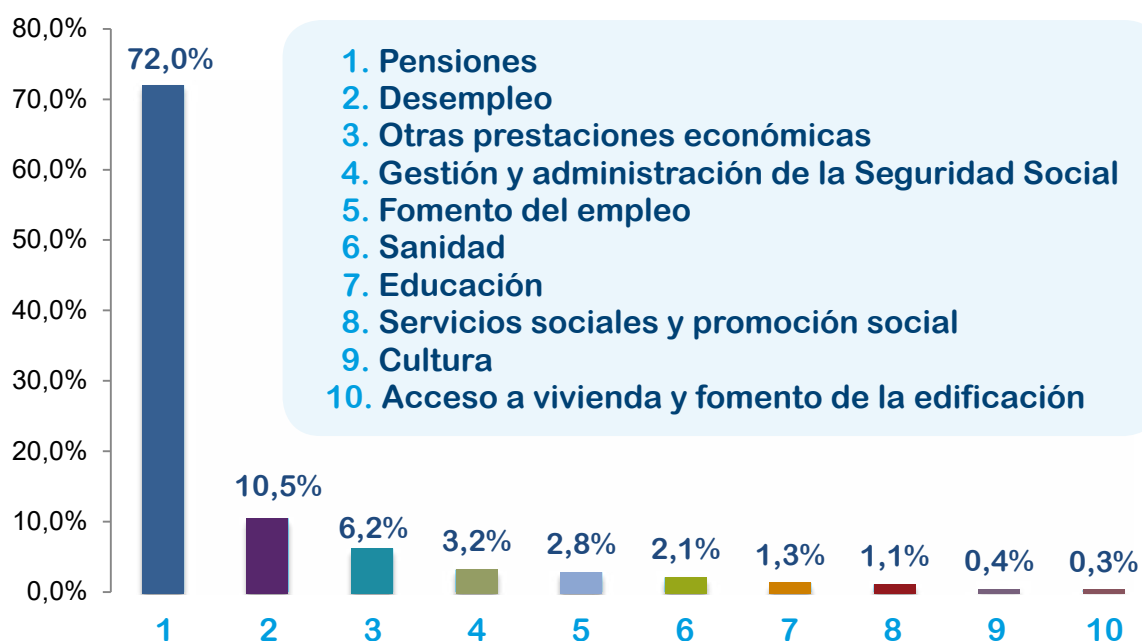 80,0%
70,0%
60,0%
50,0%
40,0%
30,0%
20,0%
10,0%
0,0%
72,0%
10,5%
6,2%
3,2%
2,8%
2,1%
1,3%
1,1%
0,4%
0,3%
1. Pensiones
2. Desempleo
3. Otras prestaciones económicas
4. Gestión y administración de la Seguridad Social
5. Fomento del empleo
6. Sanidad
7. Educación
8. Servicios sociales y promoción social
9. Cultura
10. Acceso a vivienda y fomento de la edificación
1 2 3 4 5 6 7 8 9 10